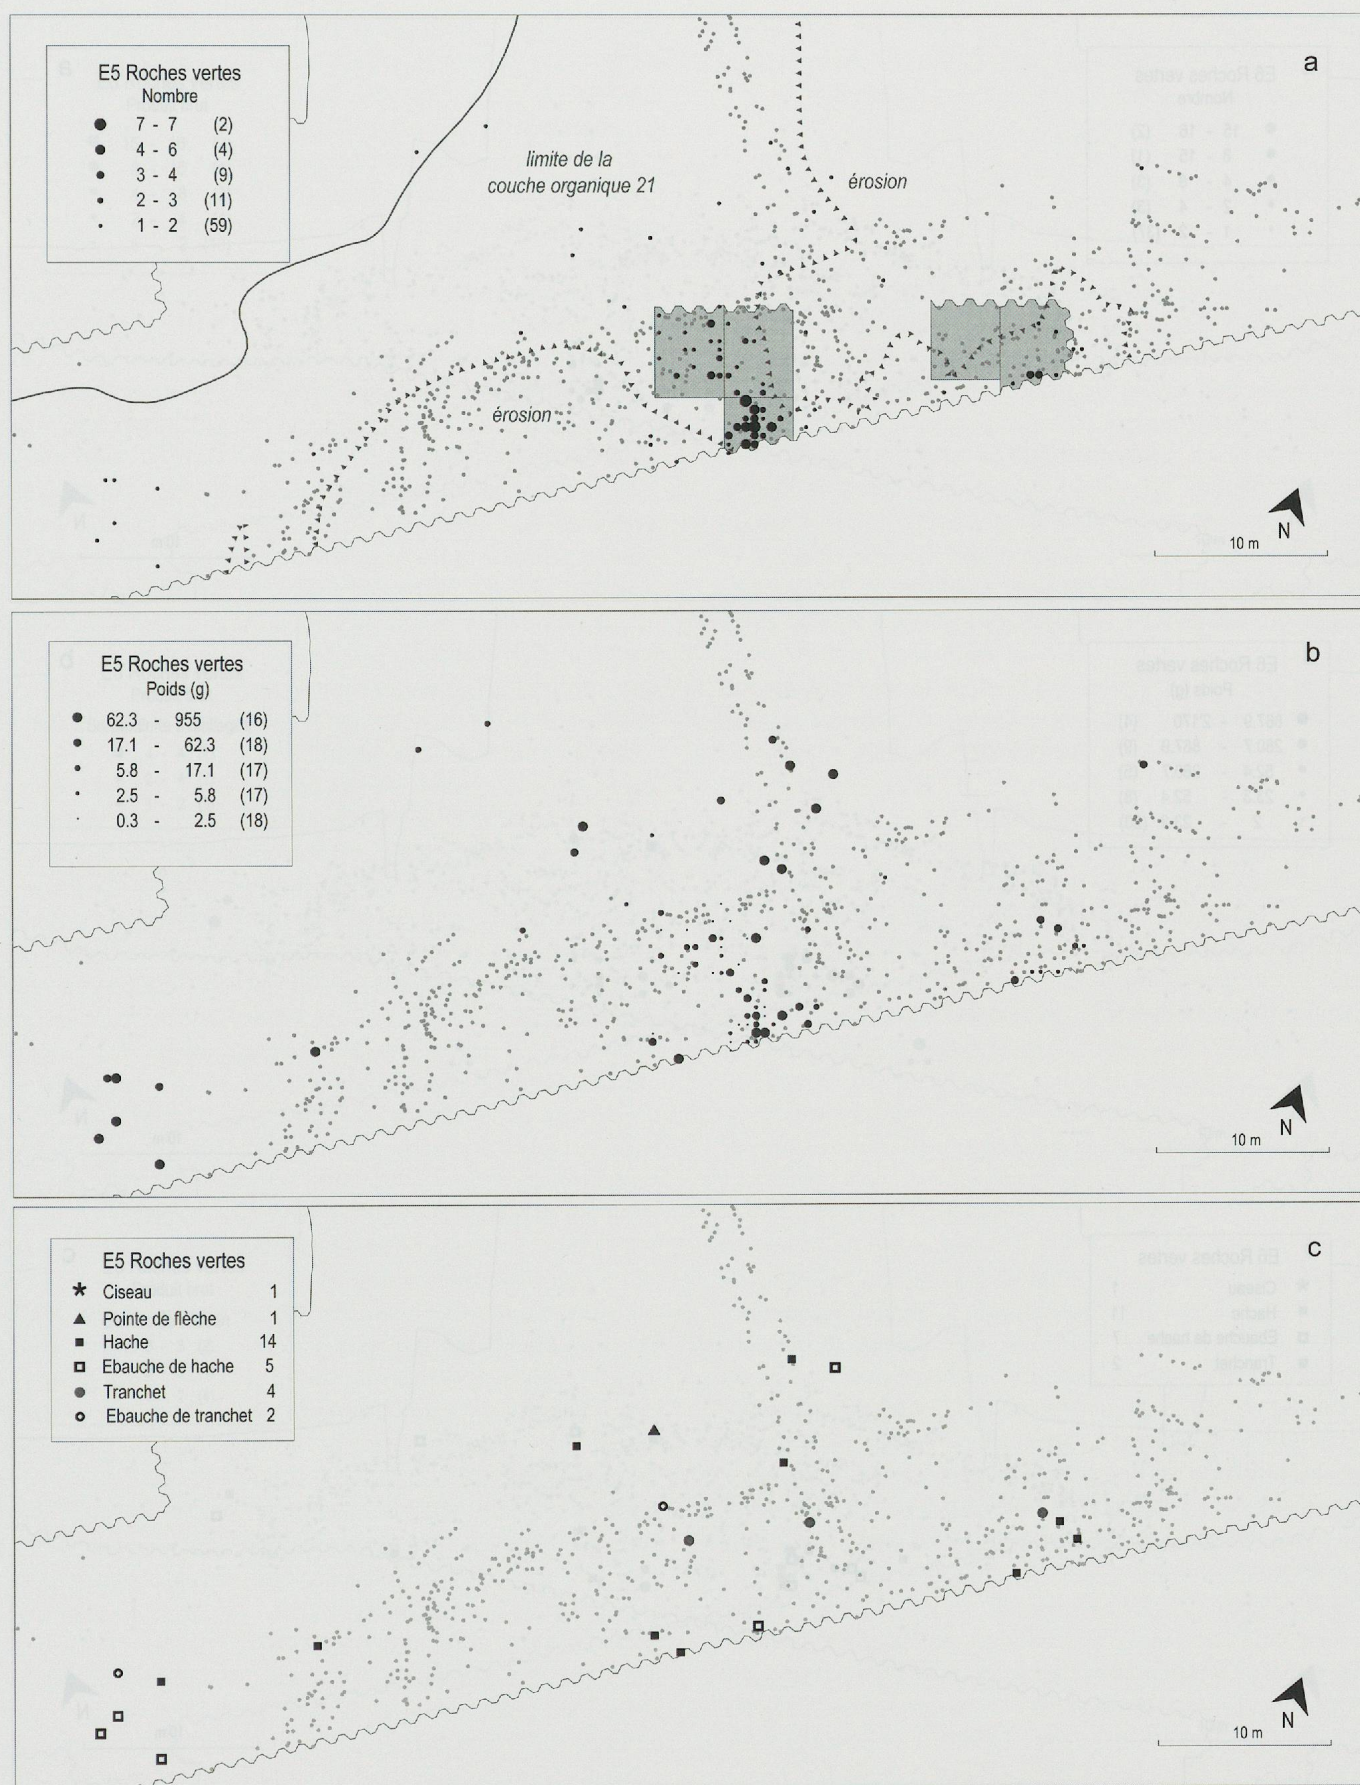 a
E5 Roches vertes
Nombre
7 - 7 (2)
4 - 6 (4)
3 - 4 (9)
2 - 3 (11)
1 - 2 (59)
limite de la
couche organique 21
érosion
érosion
N
10 m
b
E5 Roches vertes
Poids (g)
62.3 - 955 (16)
17.1 - 62.3 (18)
5.8 - 17.1 (17)
2.5 - 5.8 (17)
0.3 - 2.5 (18)
N
10 m
c
E5 Roches vertes
Ciseau 1
Pointe de flèche 1
Hache 14
Ebauche de hache 5
Tranchet 4
Ebauche de tranchet 2
N
10 m